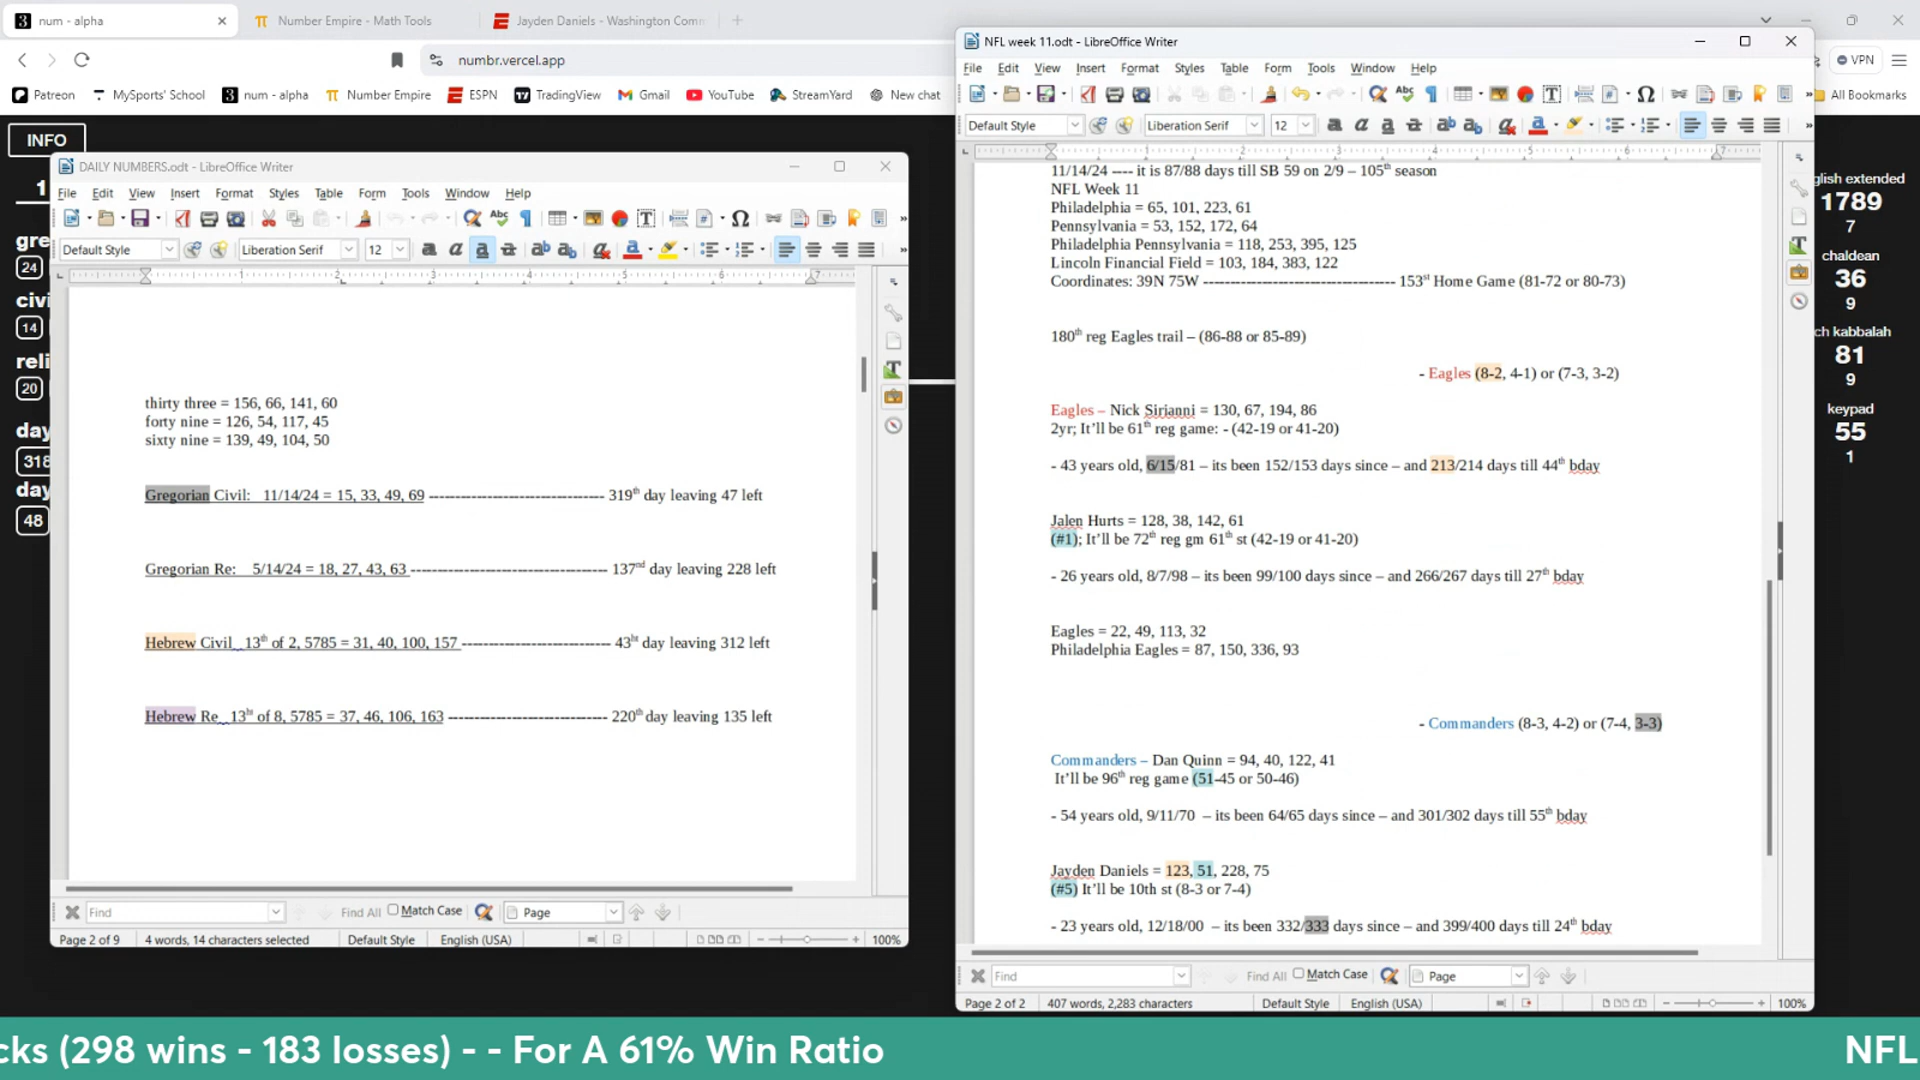 num - alpha
Number Empire - Math Tools
Jayden Daniels - Washington Comm
numbr.vercel.app
VPN
Patreon
MySports' School
num - alpha
Number Empire
ESPN
TradingView
Gmail
YouTube
StreamYard
New chat
All Bookmarks
INFO
1
gre
24
civi
14
reli
20
day
318
day
48
glish extended
1789
7
chaldean
36
9
ch kabbalah
81
9
keypad
55
1
DAILY NUMBERS.odt - LibreOffice Writer
File Edit View Insert Format Styles Table Form Tools Window Help
Default Style
Liberation Serif
12
thirty three = 156, 66, 141, 60
forty nine = 126, 54, 117, 45
sixty nine = 139, 49, 104, 50
Gregorian Civil: 11/14/24 = 15, 33, 49, 69 -------------------------------- 319th day leaving 47 left
Gregorian Re: 5/14/24 = 18, 27, 43, 63 ------------------------------------ 137nd day leaving 228 left
Hebrew Civil 13th of 2, 5785 = 31, 40, 100, 157 --------------------------- 43ht day leaving 312 left
Hebrew Re 13ht of 8, 5785 = 37, 46, 106, 163 ----------------------------- 220th day leaving 135 left
Find
Find All
Match Case
Page
Page 2 of 9
4 words, 14 characters selected
Default Style
English (USA)
100%
NFL week 11.odt - LibreOffice Writer
File Edit View Insert Format Styles Table Form Tools Window Help
Default Style
Liberation Serif
12
11/14/24 ---- it is 87/88 days till SB 59 on 2/9 – 105th season
NFL Week 11
Philadelphia = 65, 101, 223, 61
Pennsylvania = 53, 152, 172, 64
Philadelphia Pennsylvania = 118, 253, 395, 125
Lincoln Financial Field = 103, 184, 383, 122
Coordinates: 39N 75W ----------------------------------- 153st Home Game (81-72 or 80-73)
180th reg Eagles trail – (86-88 or 85-89)
- Eagles (8-2, 4-1) or (7-3, 3-2)
Eagles – Nick Sirianni = 130, 67, 194, 86
2yr; It'll be 61th reg game: - (42-19 or 41-20)
- 43 years old, 6/15/81 – its been 152/153 days since – and 213/214 days till 44th bday
Jalen Hurts = 128, 38, 142, 61
(#1); It'll be 72th reg gm 61th st (42-19 or 41-20)
- 26 years old, 8/7/98 – its been 99/100 days since – and 266/267 days till 27th bday
Eagles = 22, 49, 113, 32
Philadelphia Eagles = 87, 150, 336, 93
- Commanders (8-3, 4-2) or (7-4, 3-3)
Commanders – Dan Quinn = 94, 40, 122, 41
It'll be 96th reg game (51-45 or 50-46)
- 54 years old, 9/11/70 – its been 64/65 days since – and 301/302 days till 55th bday
Jayden Daniels = 123, 51, 228, 75
(#5) It'll be 10th st (8-3 or 7-4)
- 23 years old, 12/18/00 – its been 332/333 days since – and 399/400 days till 24th bday
Find
Find All
Match Case
Page
Page 2 of 2
407 words, 2,283 characters
Default Style
English (USA)
100%
cks (298 wins - 183 losses) - - For A 61% Win Ratio
NFL